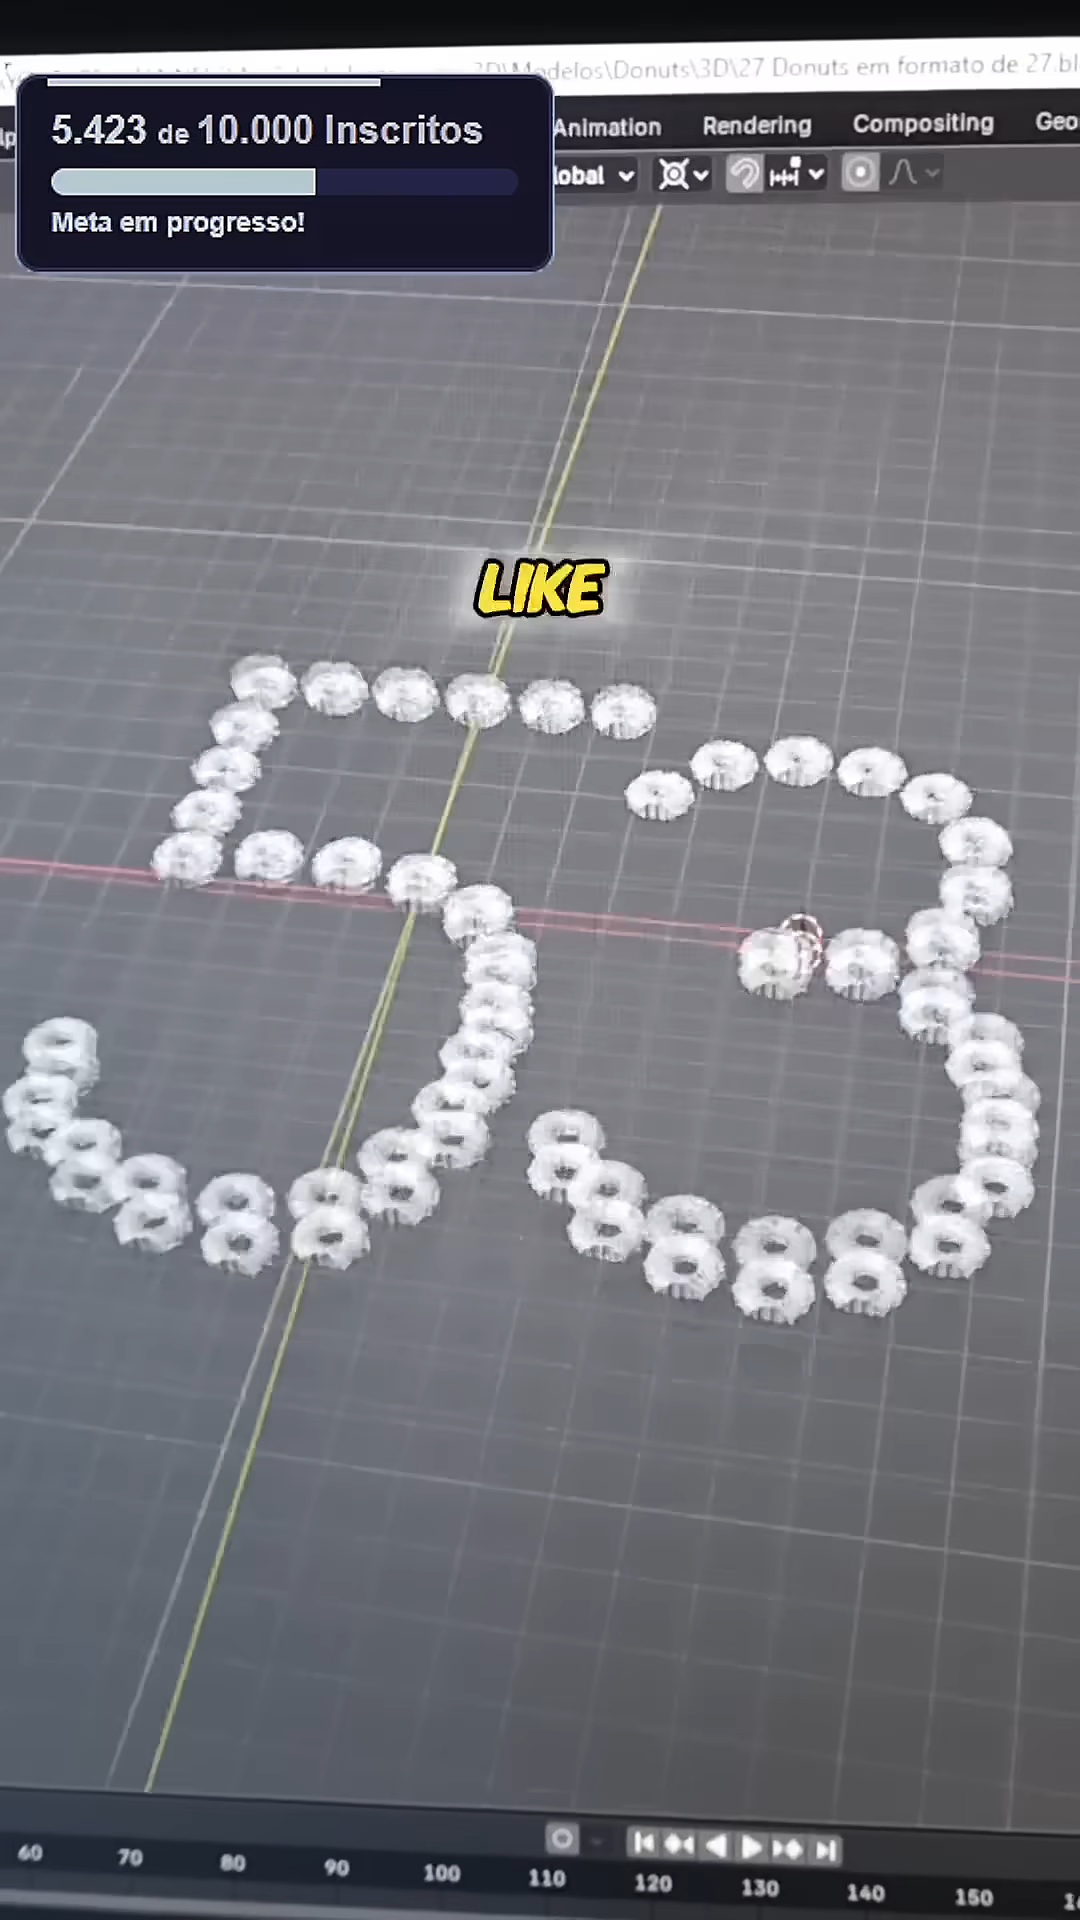 3D\Modelos\Donuts\3D\27 Donuts em formato de 27.bl
5.423 de 10.000 Inscritos
Meta em progresso!
Animation
Rendering
Compositing
Geo
lobal
LIKE
53
60
70
80
90
100
110
120
130
140
150